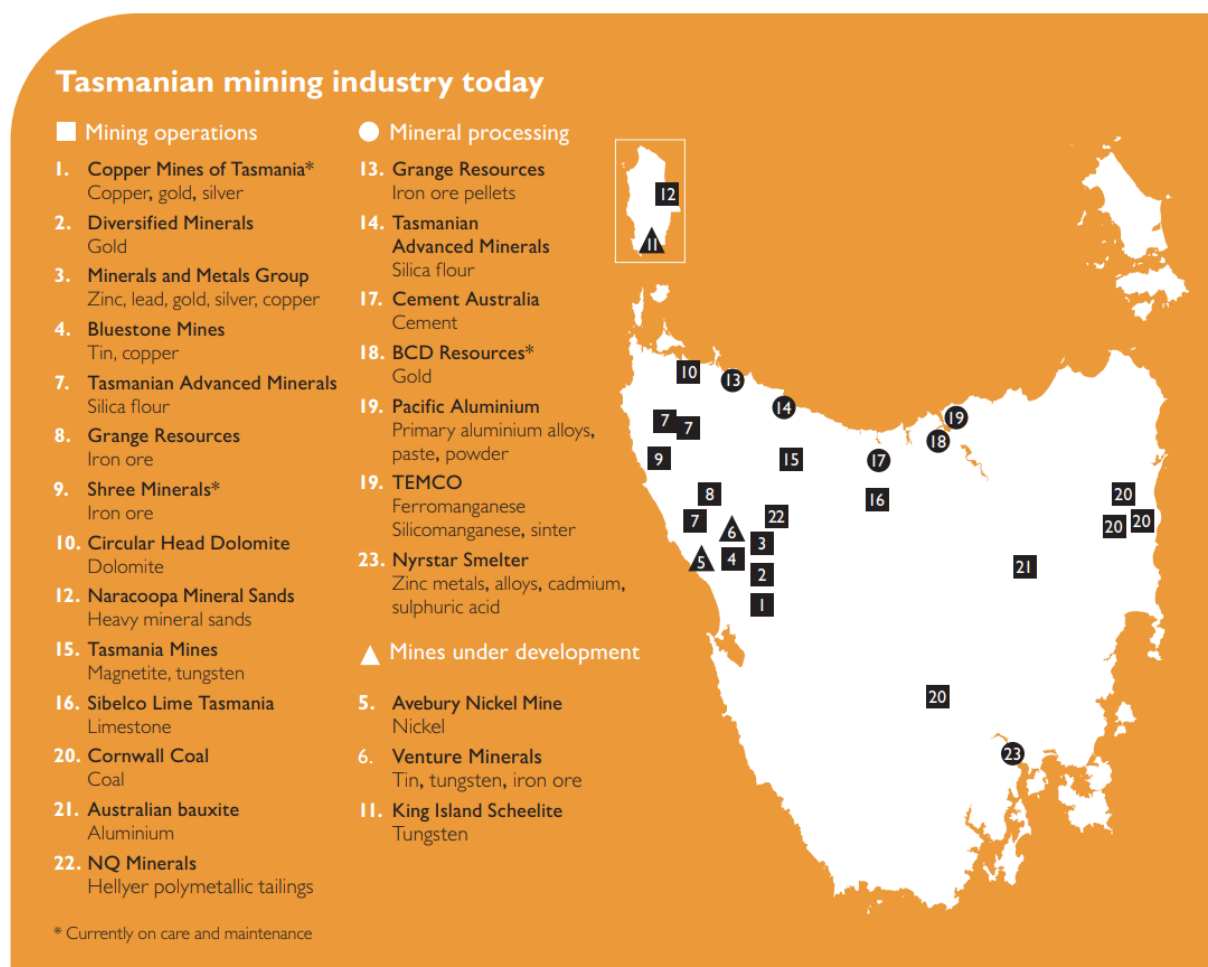 Tasmanian mining industry today
Mining operations
1. Copper Mines of Tasmania*
Copper, gold, silver
2. Diversified Minerals
Gold
3. Minerals and Metals Group
Zinc, lead, gold, silver, copper
4. Bluestone Mines
Tin, copper
7. Tasmanian Advanced Minerals
Silica flour
8. Grange Resources
Iron ore
9. Shree Minerals*
Iron ore
10. Circular Head Dolomite
Dolomite
12. Naracoopa Mineral Sands
Heavy mineral sands
15. Tasmania Mines
Magnetite, tungsten
16. Sibelco Lime Tasmania
Limestone
20. Cornwall Coal
Coal
21. Australian bauxite
Aluminium
22. NQ Minerals
Hellyer polymetallic tailings
* Currently on care and maintenance
Mineral processing
13. Grange Resources
Iron ore pellets
14. Tasmanian
Advanced Minerals
Silica flour
17. Cement Australia
Cement
18. BCD Resources*
Gold
19. Pacific Aluminium
Primary aluminium alloys,
paste, powder
19. TEMCO
Ferromanganese
Silicomanganese, sinter
23. Nyrstar Smelter
Zinc metals, alloys, cadmium,
sulphuric acid
Mines under development
5. Avebury Nickel Mine
Nickel
6. Venture Minerals
Tin, tungsten, iron ore
11. King Island Scheelite
Tungsten
12
11
10
13
14
19
7
7
18
9
15
17
8
16
20
7
22
20
20
6
3
5
4
21
2
1
20
23